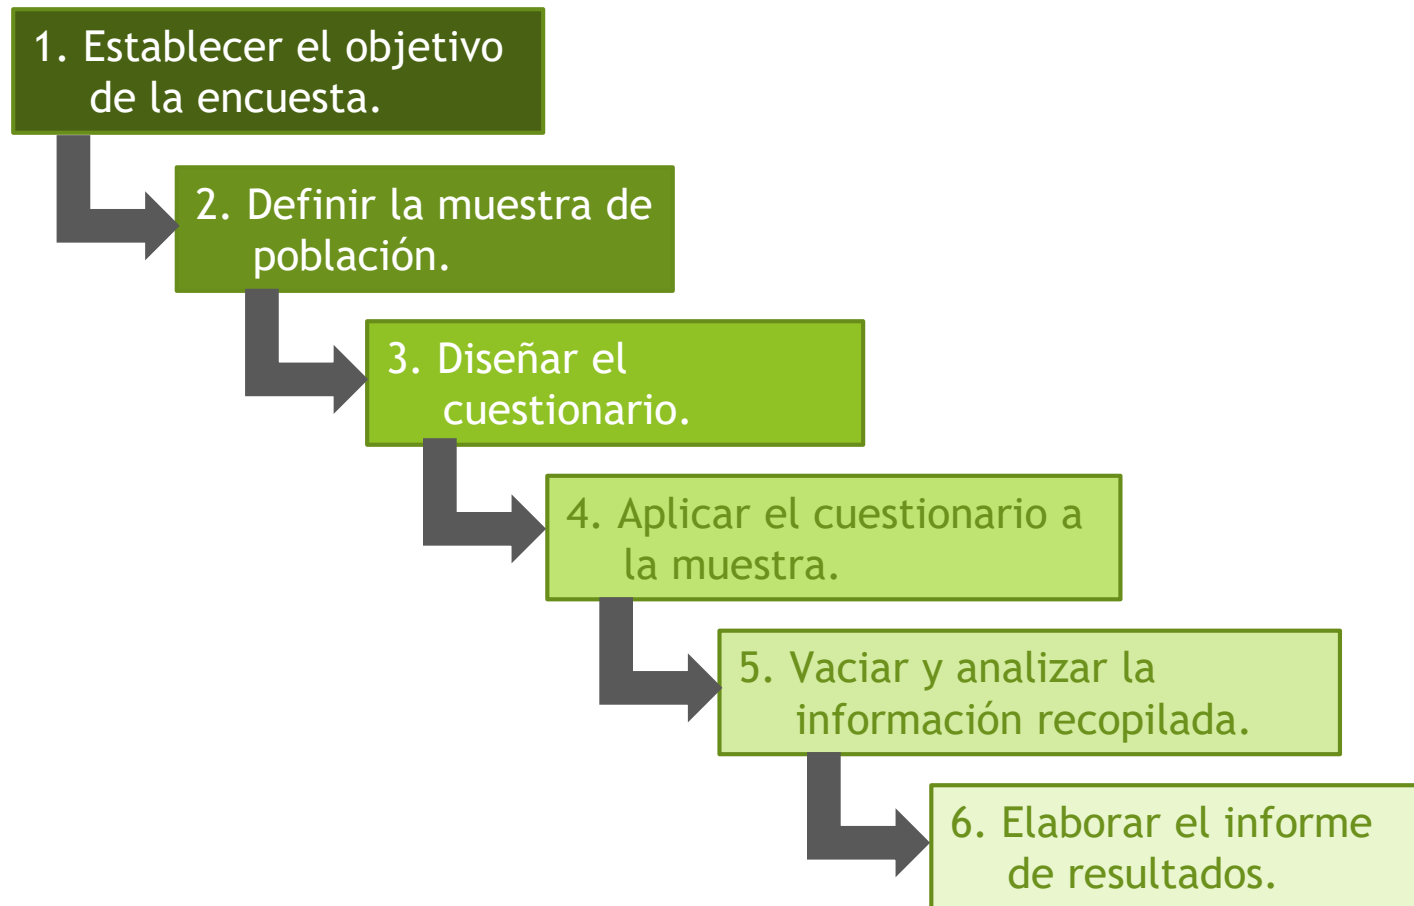 1. Establecer el objetivo
de la encuesta.
2. Definir la muestra de
población.
3. Diseñar el
cuestionario.
4. Aplicar el cuestionario a
la muestra.
5. Vaciar y analizar la
información recopilada.
6. Elaborar el informe
de resultados.